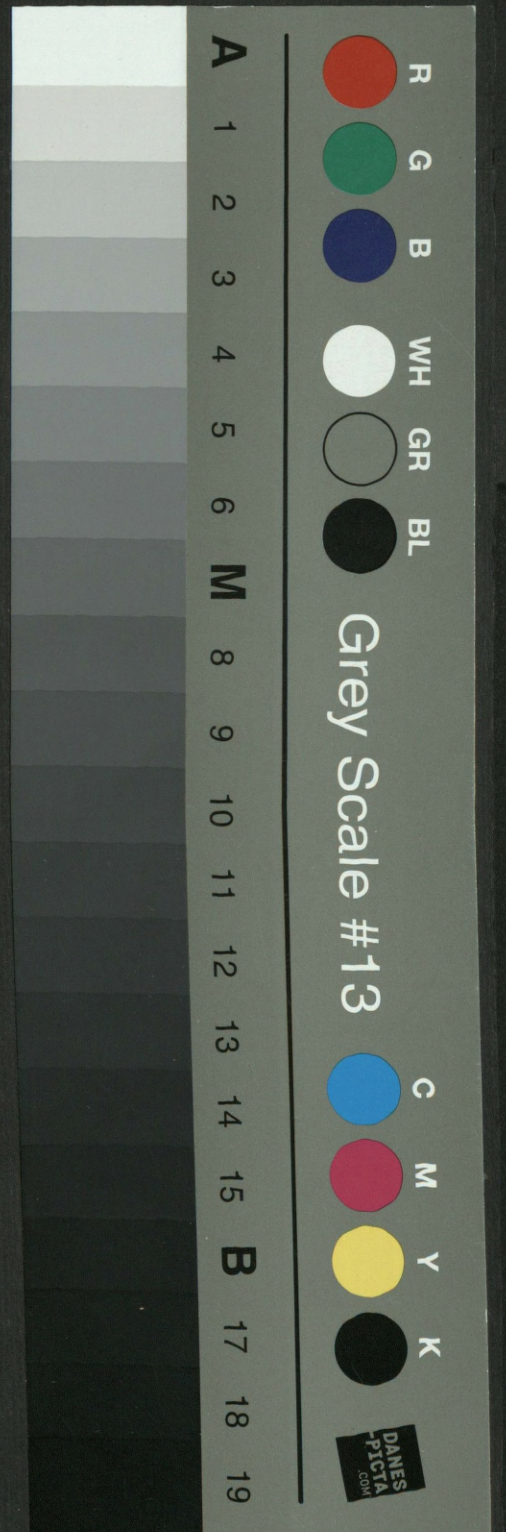 R G B WH GR BL C M Y K
Grey Scale #13
DANES
-PICTA
.COM
A 1 2 3 4 5 6 M 8 9 10 11 12 13 14 15 B 17 18 19